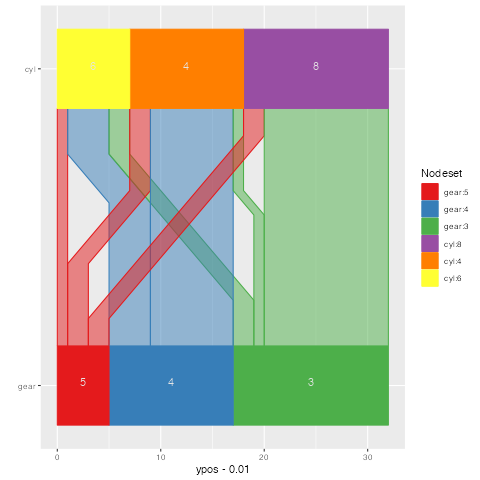 6
4
8
cyl
5
4
3
gear
0
10
20
30
ypos - 0.01
Nodeset
gear:5
gear:4
gear:3
cyl:8
cyl:4
cyl:6